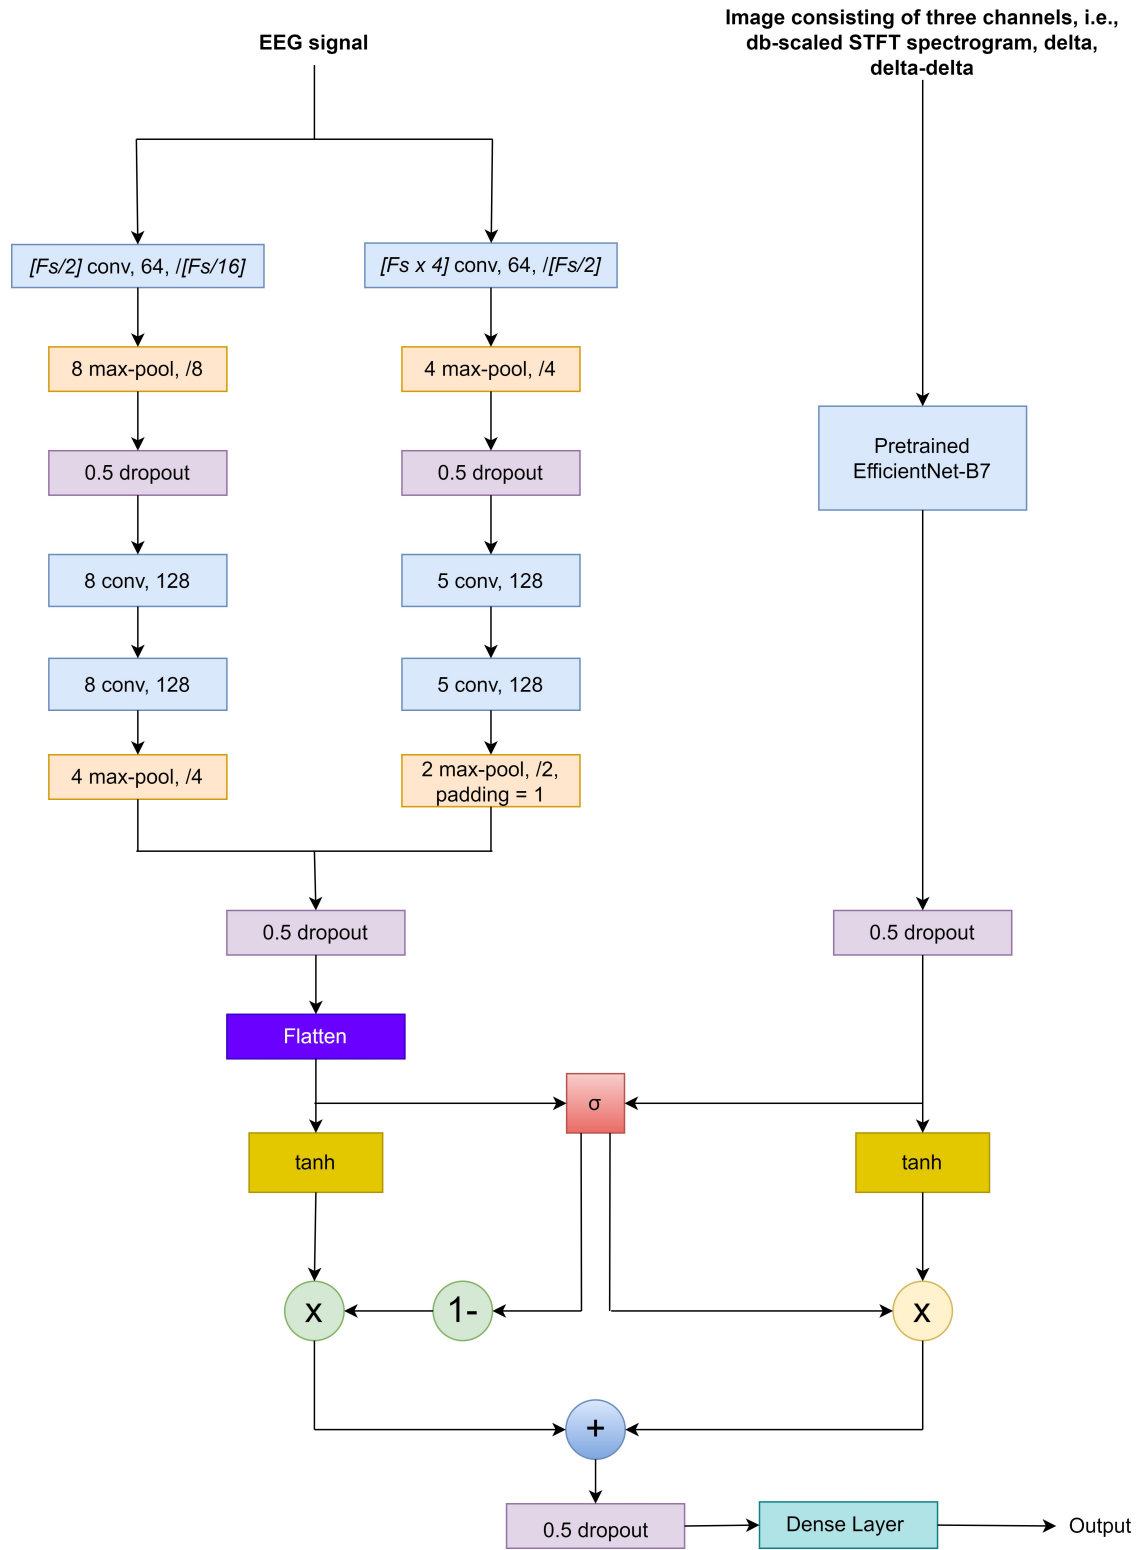 EEG signal
Image consisting of three channels, i.e.,
db-scaled STFT spectrogram, delta,
delta-delta
[Fs/2] conv, 64, /[Fs/16]
[Fs x 4] conv, 64, /[Fs/2]
8 max-pool, /8
4 max-pool, /4
0.5 dropout
0.5 dropout
Pretrained
EfficientNet-B7
8 conv, 128
5 conv, 128
8 conv, 128
5 conv, 128
4 max-pool, /4
2 max-pool, /2,
padding = 1
0.5 dropout
0.5 dropout
Flatten
σ
tanh
tanh
x
1-
x
+
0.5 dropout
Dense Layer
Output